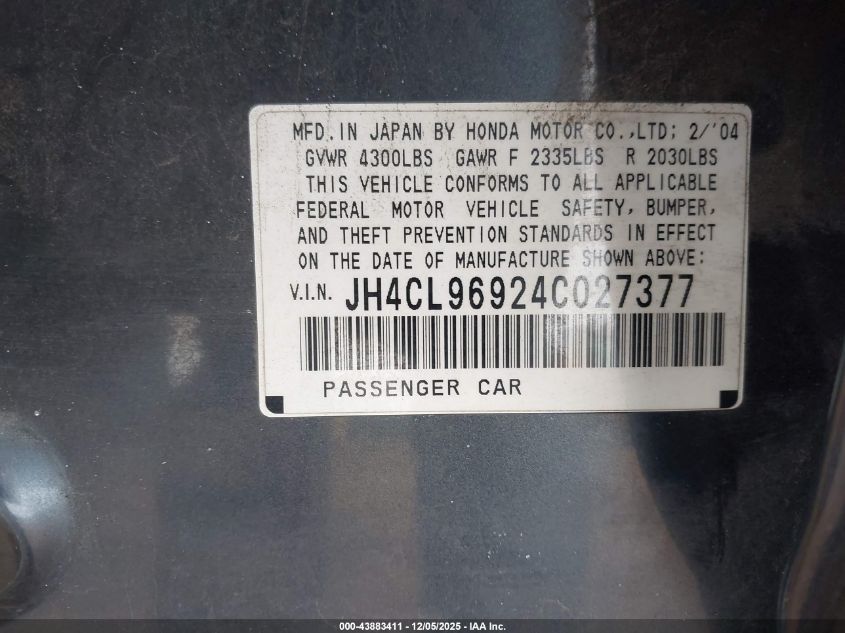 MFD. IN JAPAN BY HONDA MOTOR CO., LTD; 2/'04
GVWR 4300LBS GAWR F 2335LBS R 2030LBS
THIS VEHICLE CONFORMS TO ALL APPLICABLE
FEDERAL MOTOR VEHICLE SAFETY, BUMPER,
AND THEFT PREVENTION STANDARDS IN EFFECT
ON THE DATE OF MANUFACTURE SHOWN ABOVE:
V.I.N. JH4CL96924C027377
PASSENGER CAR
000-43883411 - 12/05/2025 - IAA Inc.